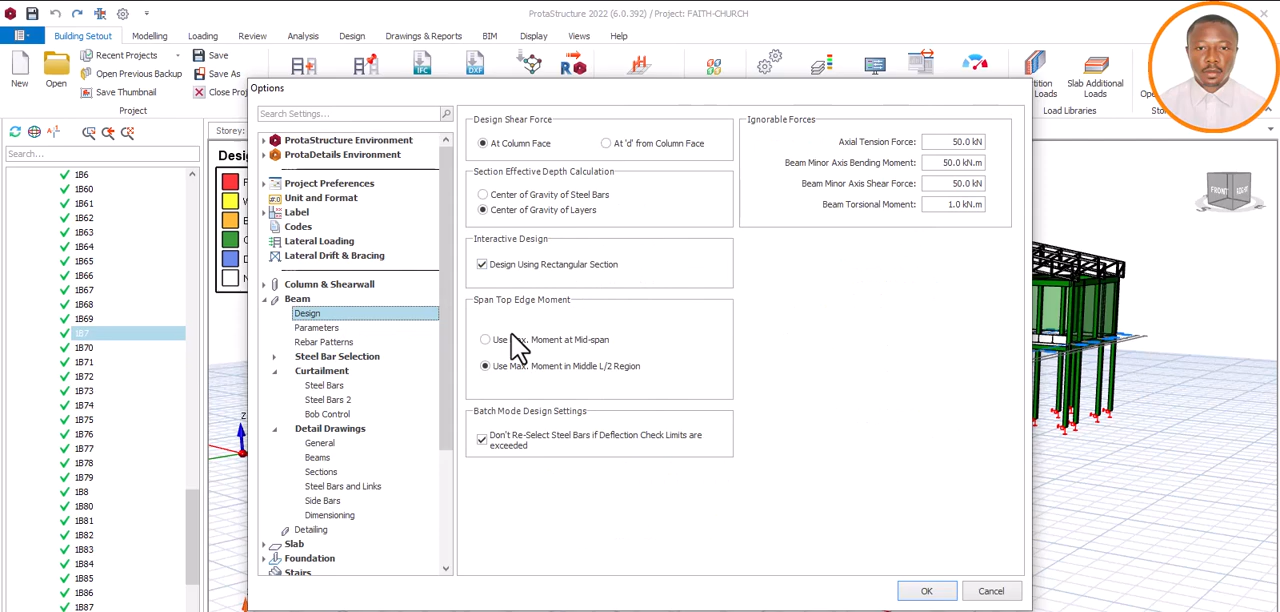 ProtaStructure 2022 (6.0.392) / Project: FAITH-CHURCH
Building Setout Modelling Loading Review Analysis Design Drawings & Reports BIM Display Views Help
New
Open
Recent Projects
Open Previous Backup
Save Thumbnail
Save
Save As
Close Proj
Project
IFC
DXF
R
Loads
Slab Additional
Loads
Load Libraries
Search...
Storey:
1B6
1B60
1B61
1B62
1B63
1B64
1B65
1B66
1B67
1B68
1B69
1B7
1B70
1B71
1B72
1B73
1B74
1B75
1B76
1B77
1B78
1B79
1B8
1B80
1B81
1B82
1B83
1B84
1B85
1B86
1B87
Z
FRONT
Options
Search Settings...
ProtaStructure Environment
ProtaDetails Environment
Project Preferences
Unit and Format
Label
Codes
Lateral Loading
Lateral Drift & Bracing
Column & Shearwall
Beam
Design
Parameters
Rebar Patterns
Steel Bar Selection
Curtailment
Steel Bars
Steel Bars 2
Bob Control
Detail Drawings
General
Beams
Sections
Steel Bars and Links
Side Bars
Dimensioning
Detailing
Slab
Foundation
Stairs
Design Shear Force
At Column Face At 'd' from Column Face
Section Effective Depth Calculation
Center of Gravity of Steel Bars
Center of Gravity of Layers
Interactive Design
Design Using Rectangular Section
Span Top Edge Moment
Use Max. Moment at Mid-span
Use Max. Moment in Middle L/2 Region
Batch Mode Design Settings
Don't Re-Select Steel Bars if Deflection Check Limits are
exceeded
Ignorable Forces
Axial Tension Force: 50.0 kN
Beam Minor Axis Bending Moment: 50.0 kN.m
Beam Minor Axis Shear Force: 50.0 kN
Beam Torsional Moment: 1.0 kN.m
OK Cancel